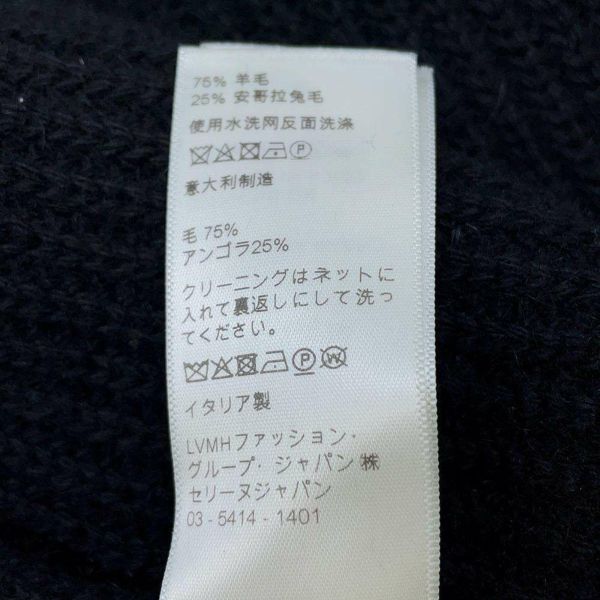 75% 羊毛
25% 安哥拉兔毛
使用水洗网反面洗涤
P
意大利制造
毛 75%
アンゴラ25%
クリーニングはネットに
入れて裏返しにして洗っ
てください。
P W
イタリア製
LVMHファッション・
グループ・ジャパン ㈱
セリーヌジャパン
03 - 5414 - 1401